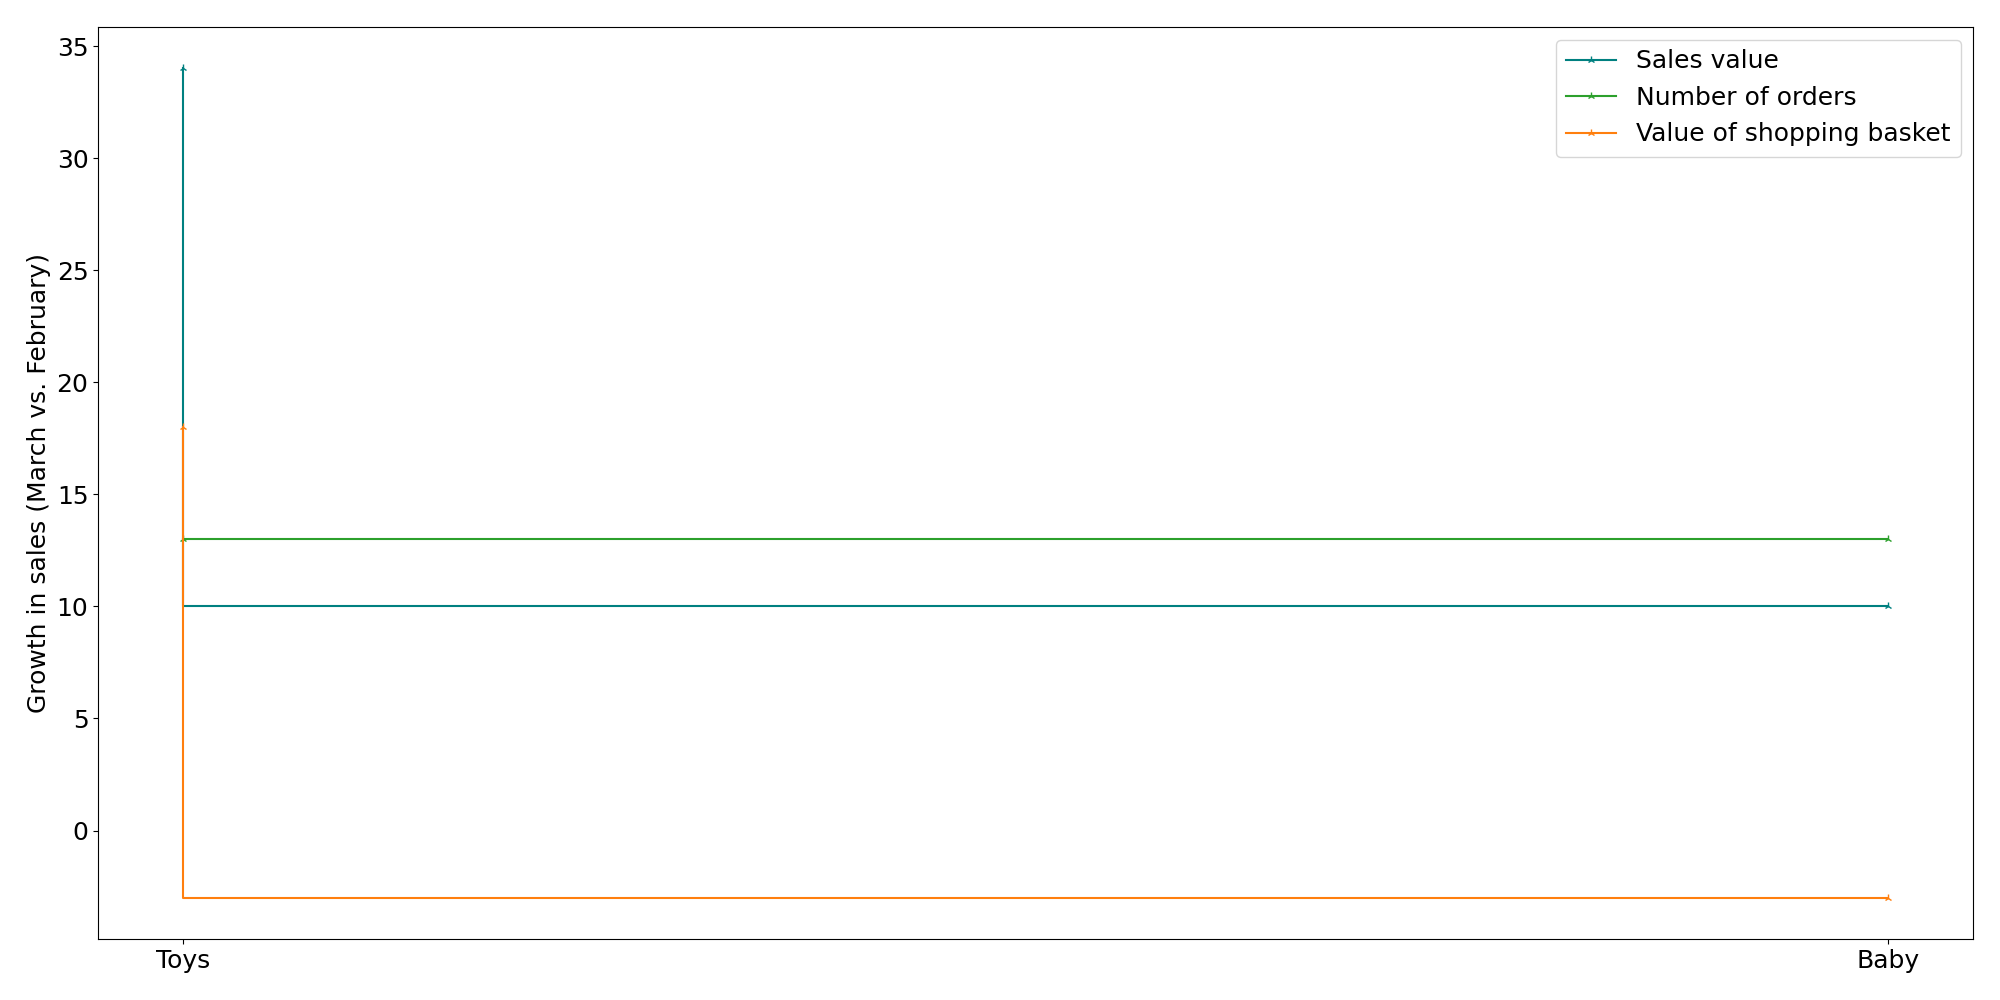 Growth in sales (March vs. February)
35
30
25
20
15
10
5
0
Toys
Baby
Sales value
Number of orders
Value of shopping basket